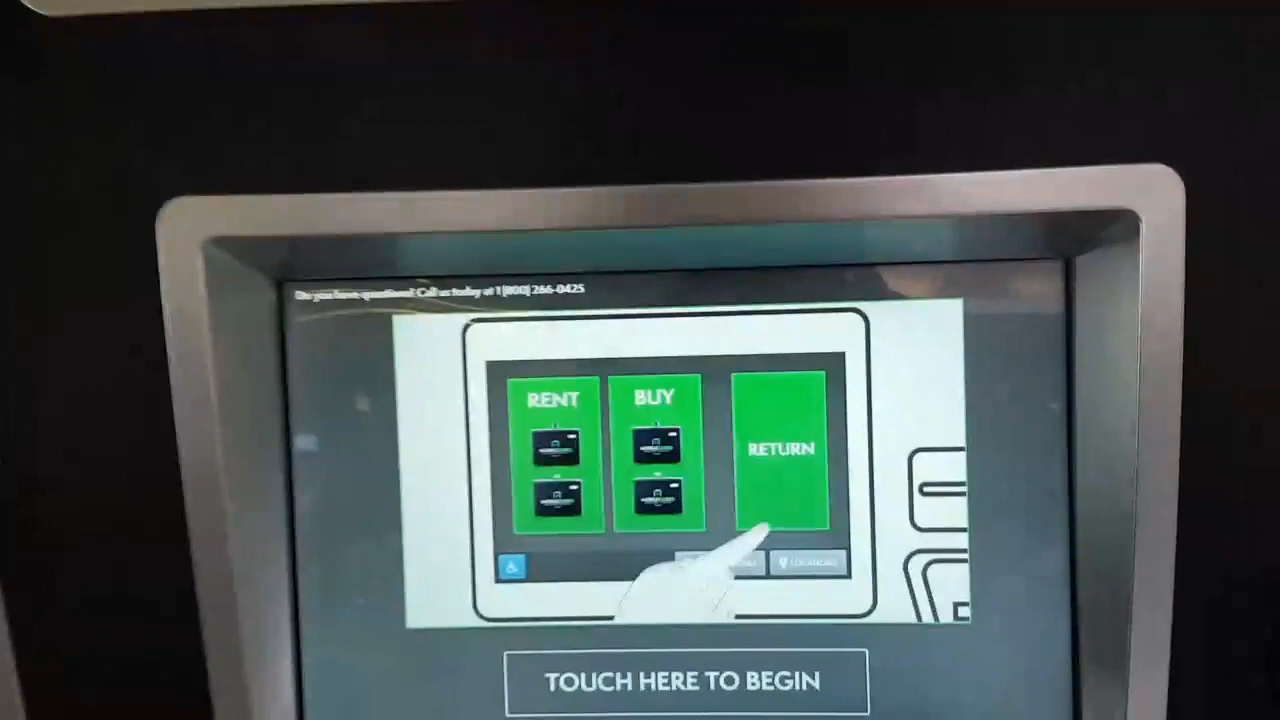 Do you have questions? Call us today at 1(800) 266-0425
RENT
BUY
RETURN
TOUCH HERE TO BEGIN